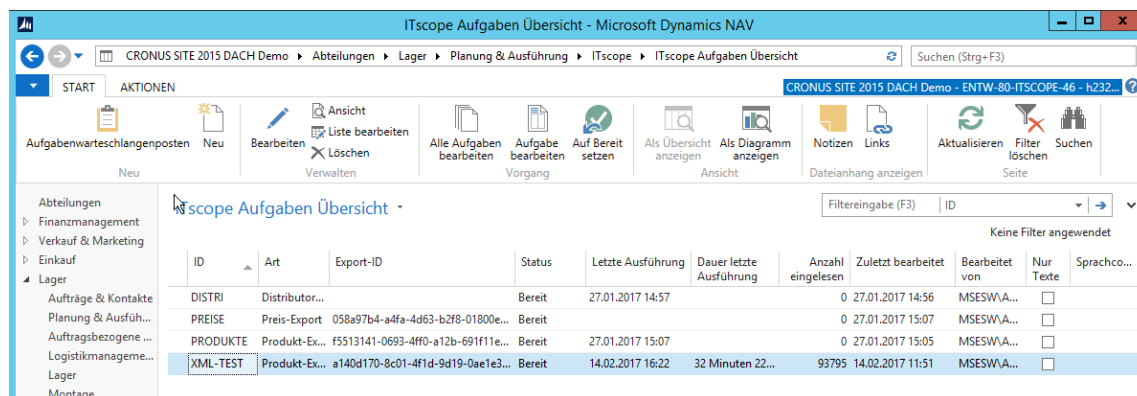 ITscope Aufgaben Übersicht - Microsoft Dynamics NAV
CRONUS SITE 2015 DACH Demo ▸ Abteilungen ▸ Lager ▸ Planung & Ausführung ▸ ITscope ▸ ITscope Aufgaben Übersicht
Suchen (Strg+F3)
START AKTIONEN
CRONUS SITE 2015 DACH Demo - ENTW-80-ITSCOPE-46 - h232...
Aufgabenwarteschlangenposten
Neu
Neu
Bearbeiten
Ansicht
Liste bearbeiten
Löschen
Verwalten
Alle Aufgaben
bearbeiten
Aufgabe
bearbeiten
Auf Bereit
setzen
Vorgang
Als Übersicht
anzeigen
Als Diagramm
anzeigen
Ansicht
Notizen
Links
Dateianhang anzeigen
Aktualisieren
Filter
löschen
Suchen
Seite
Abteilungen
Finanzmanagement
Verkauf & Marketing
Einkauf
Lager
Aufträge & Kontakte
Planung & Ausfüh...
Auftragsbezogene ...
Logistikmanageme...
Lager
Montage
ITscope Aufgaben Übersicht
Filtereingabe (F3) ID
Keine Filter angewendet
ID Art Export-ID Status Letzte Ausführung Dauer letzte Ausführung Anzahl eingelesen Zuletzt bearbeitet Bearbeitet von Nur Texte Sprachco...
DISTRI Distributor... Bereit 27.01.2017 14:57 0 27.01.2017 14:56 MSESW\A...
PREISE Preis-Export 058a97b4-a4fa-4d63-b2f8-01800e... Bereit 0 27.01.2017 15:07 MSESW\A...
PRODUKTE Produkt-Ex... f5513141-0693-4ff0-a12b-691f11e... Bereit 27.01.2017 15:07 0 27.01.2017 15:05 MSESW\A...
XML-TEST Produkt-Ex... a140d170-8c01-4f1d-9d19-0ae1e3... Bereit 14.02.2017 16:22 32 Minuten 22... 93795 14.02.2017 11:51 MSESW\A...